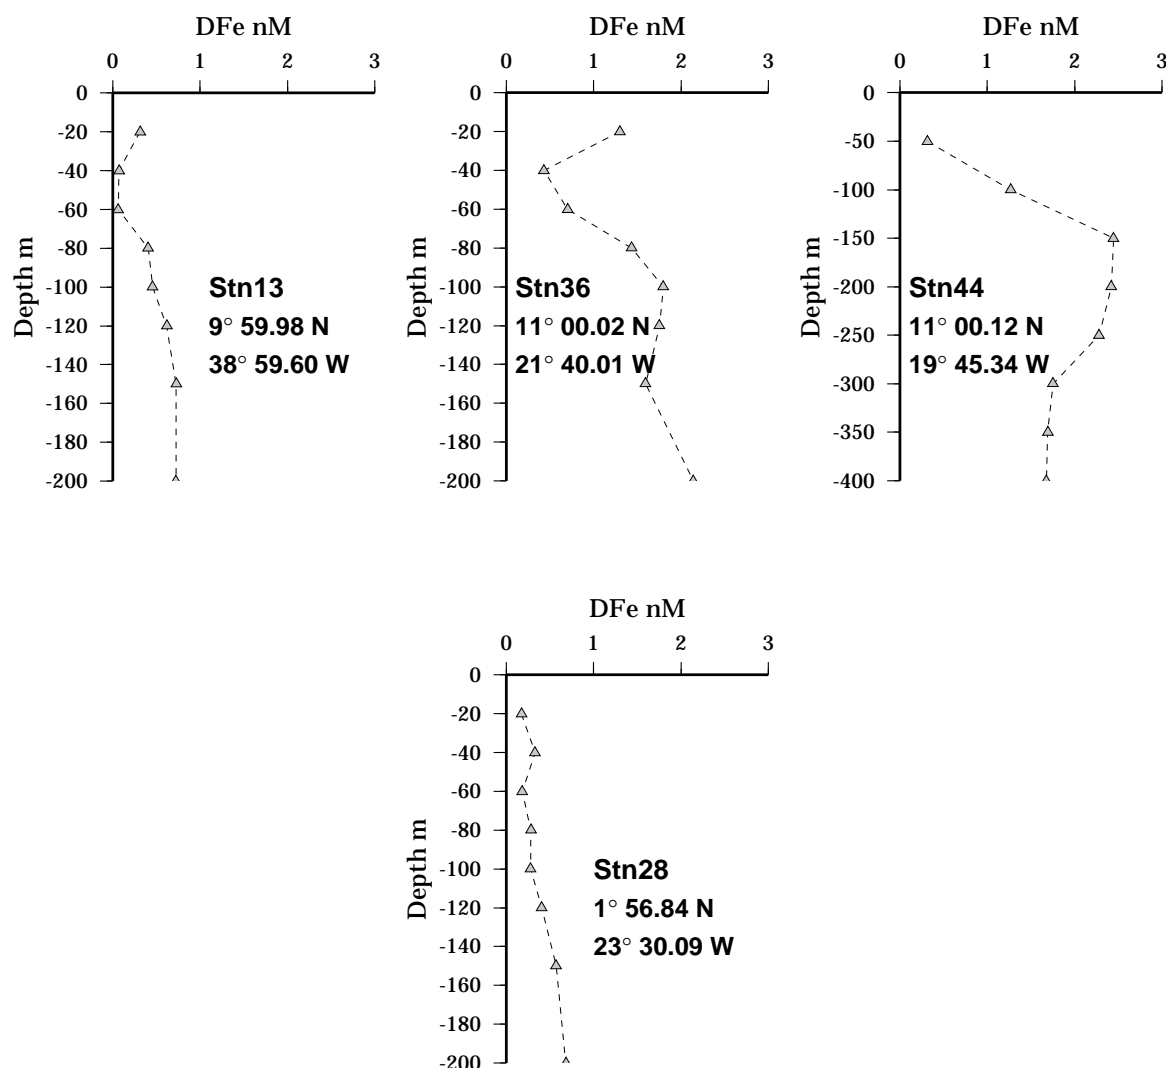 DFe nM
0 1 2 3
0
-20
-40
-60
-80
-100
-120
-140
-160
-180
-200
Depth m
Stn13
9° 59.98 N
38° 59.60 W
DFe nM
0 1 2 3
0
-20
-40
-60
-80
-100
-120
-140
-160
-180
-200
Depth m
Stn36
11° 00.02 N
21° 40.01 W
DFe nM
0 1 2 3
0
-50
-100
-150
-200
-250
-300
-350
-400
Depth m
Stn44
11° 00.12 N
19° 45.34 W
DFe nM
0 1 2 3
0
-20
-40
-60
-80
-100
-120
-140
-160
-180
-200
Depth m
Stn28
1° 56.84 N
23° 30.09 W